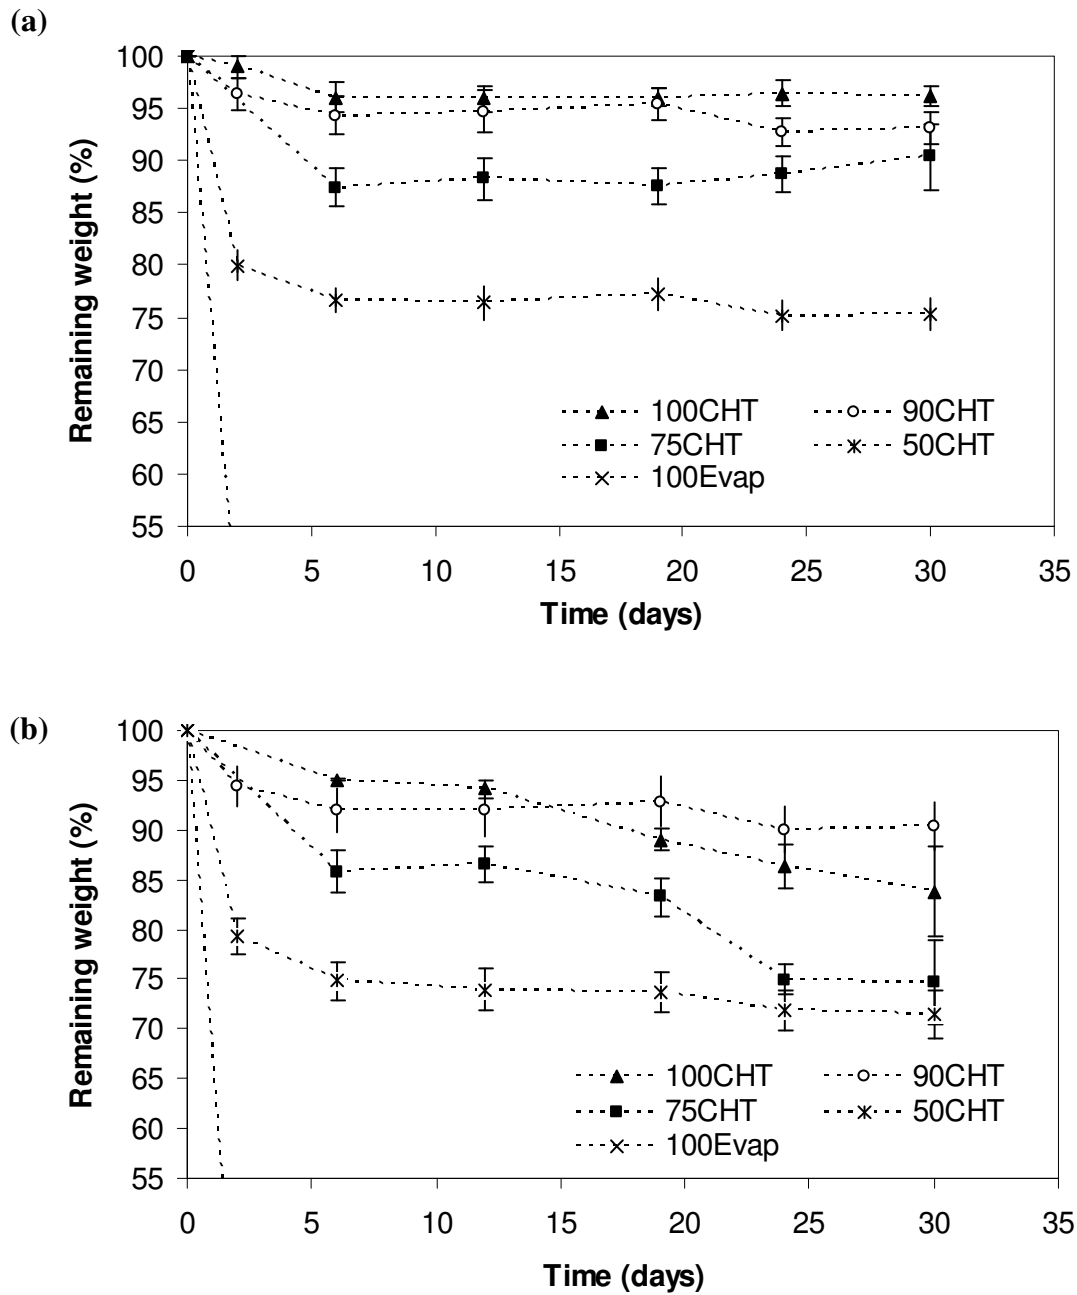 (a)
100
95
90
85
80
75
70
65
60
55
Remaining weight (%)
100CHT 90CHT
75CHT 50CHT
100Evap
0 5 10 15 20 25 30 35
Time (days)
(b)
100
95
90
85
80
75
70
65
60
55
Remaining weight (%)
100CHT 90CHT
75CHT 50CHT
100Evap
0 5 10 15 20 25 30 35
Time (days)